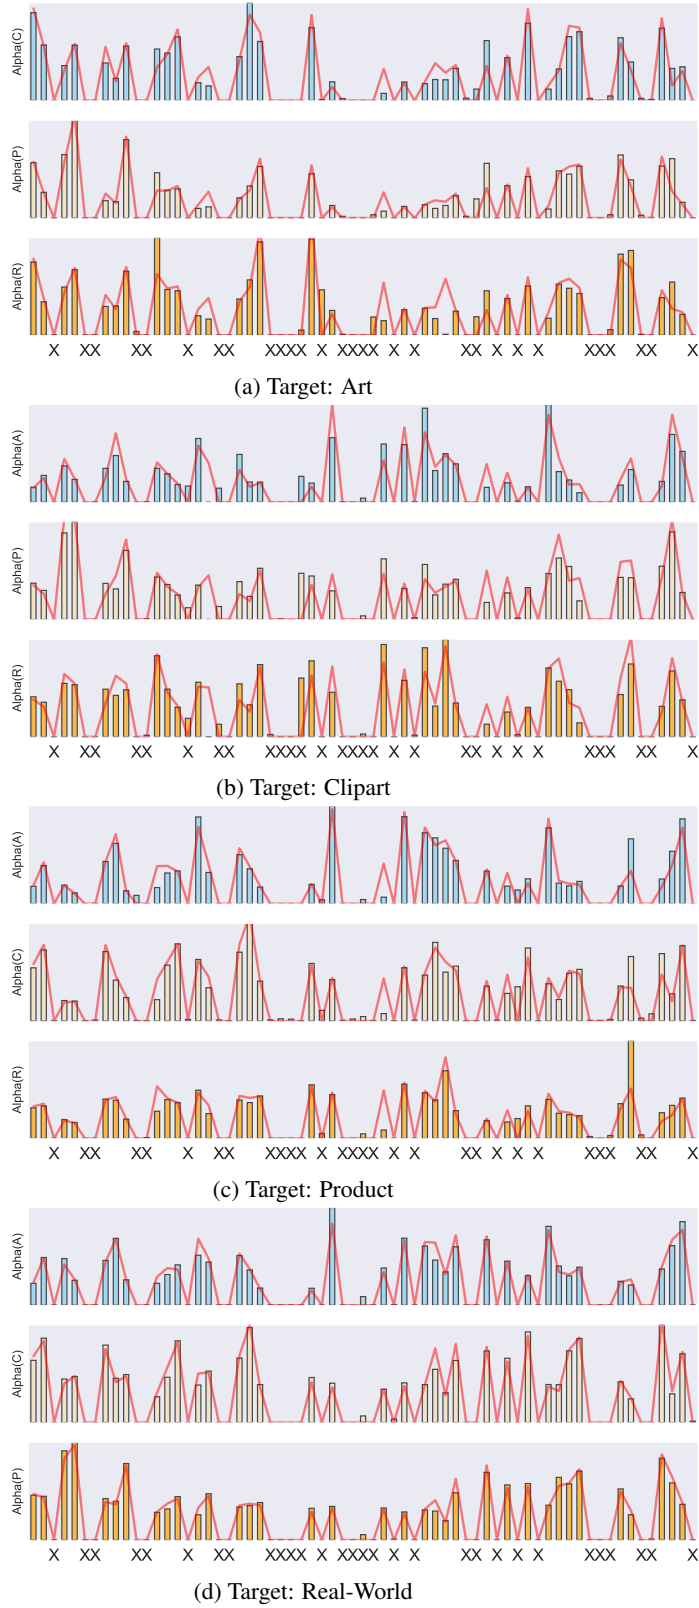 Alpha(C)
Alpha(P)
Alpha(R)
X XX XX X XX XXXX X XXXX X X XX X X X XXX XX X
(a) Target: Art
Alpha(A)
Alpha(P)
Alpha(R)
X XX XX X XX XXXX X XXXX X X XX X X X XXX XX X
(b) Target: Clipart
Alpha(A)
Alpha(C)
Alpha(R)
X XX XX X XX XXXX X XXXX X X XX X X X XXX XX X
(c) Target: Product
Alpha(A)
Alpha(C)
Alpha(P)
X XX XX X XX XXXX X XXXX X X XX X X X XXX XX X
(d) Target: Real-World